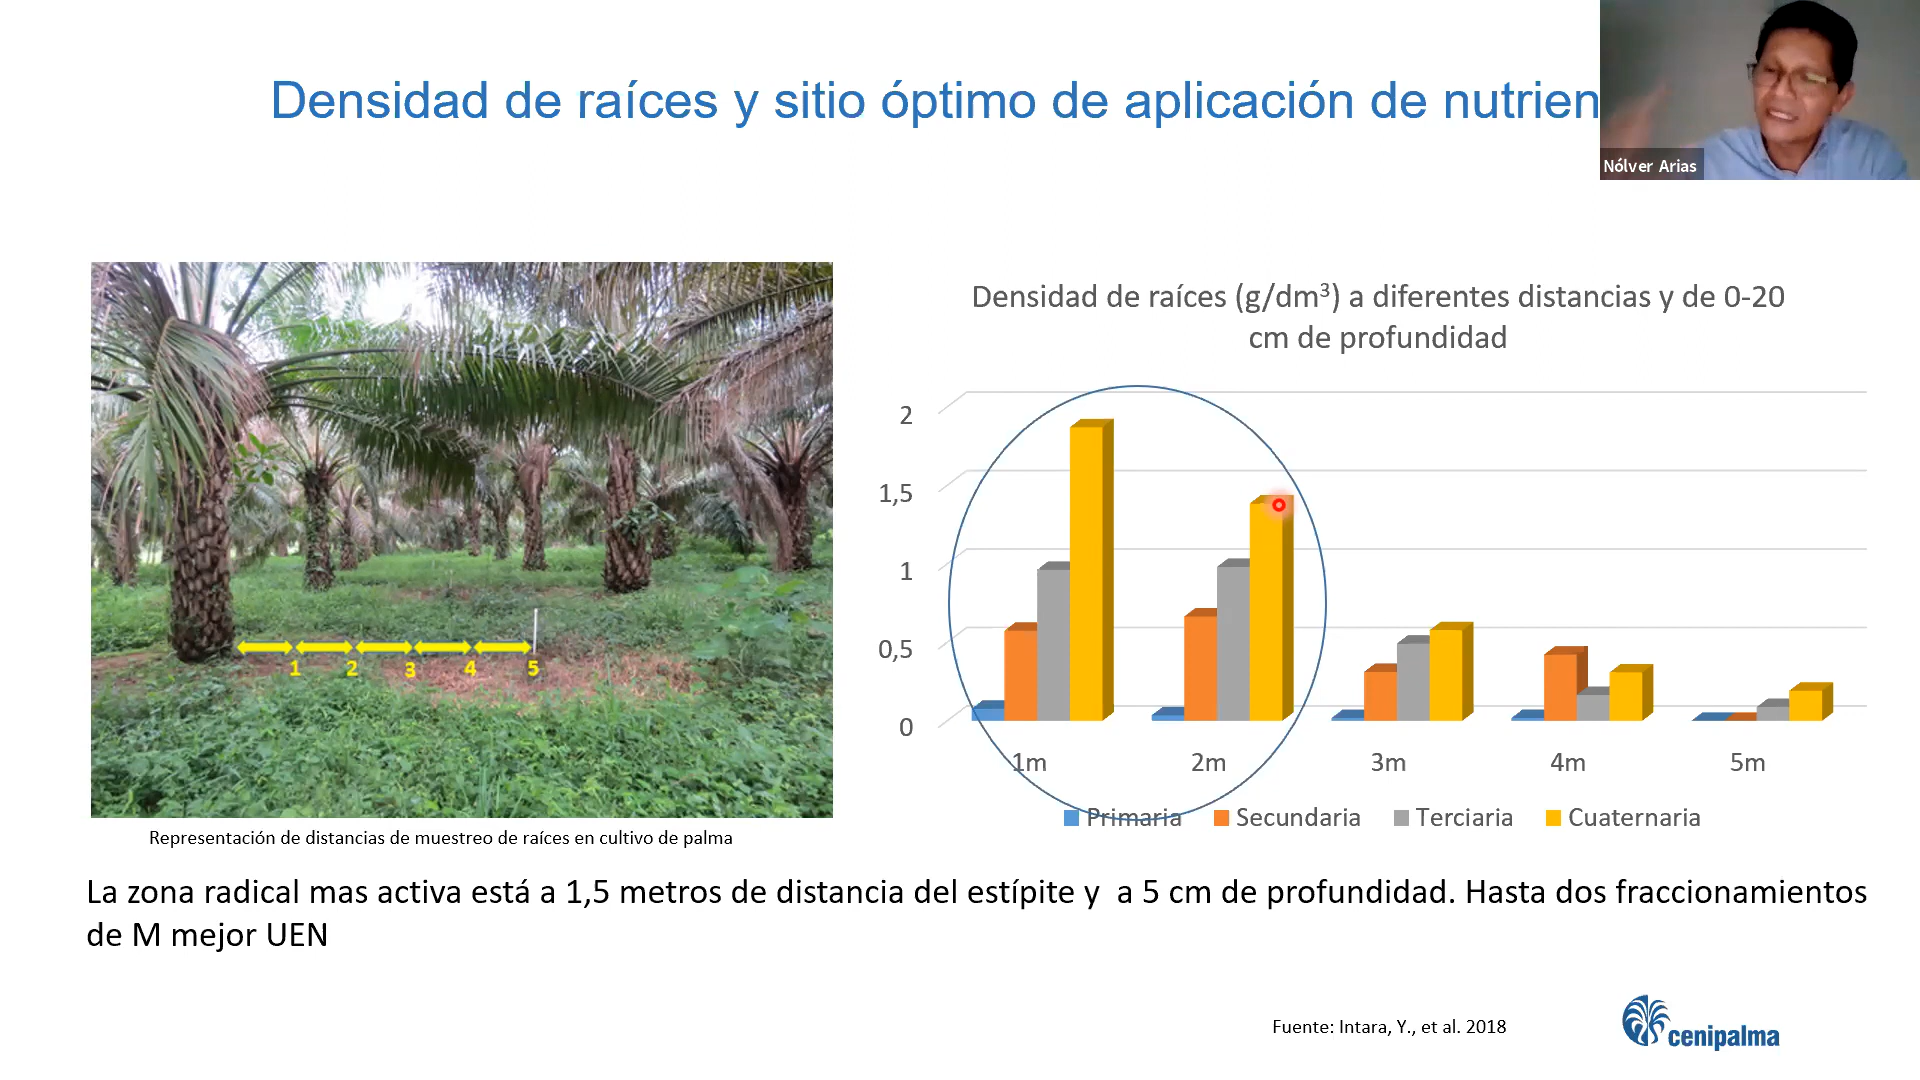 Densidad de raíces y sitio óptimo de aplicación de nutrien
Nólver Arias
1
2
3
4
5
Representación de distancias de muestreo de raíces en cultivo de palma
Densidad de raíces (g/dm³) a diferentes distancias y de 0-20
cm de profundidad
2
1,5
1
0,5
0
1m
2m
3m
4m
5m
Primaria
Secundaria
Terciaria
Cuaternaria
La zona radical mas activa está a 1,5 metros de distancia del estípite y a 5 cm de profundidad. Hasta dos fraccionamientos
de M mejor UEN
Fuente: Intara, Y., et al. 2018
cenipalma